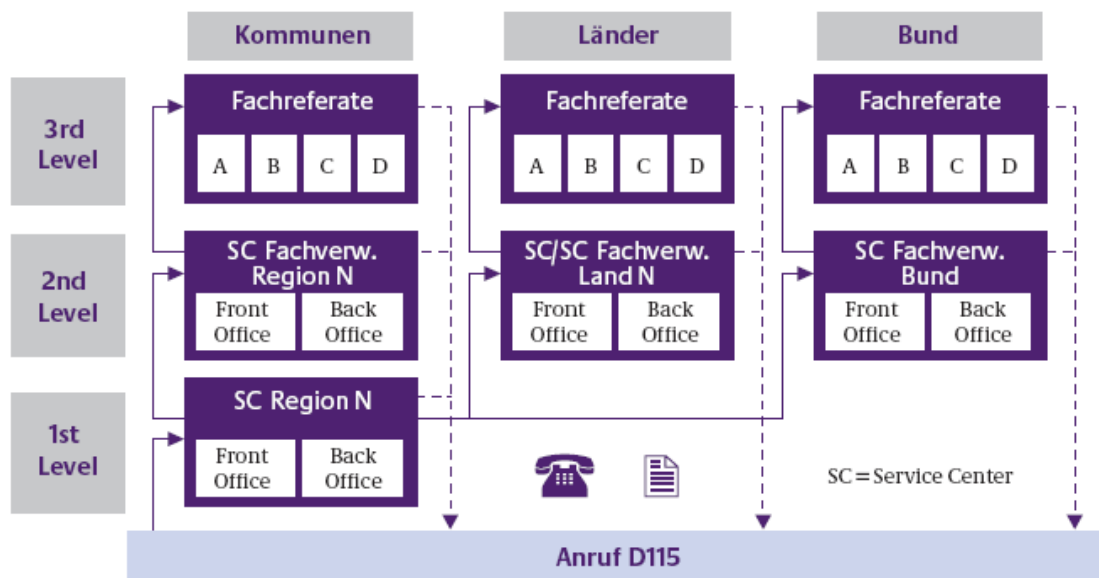 Kommunen
Länder
Bund
3rd
Level
Fachreferate
A B C D
Fachreferate
A B C D
Fachreferate
A B C D
2nd
Level
SC Fachverw.
Region N
Front
Office
Back
Office
SC/SC Fachverw.
Land N
Front
Office
Back
Office
SC Fachverw.
Bund
Front
Office
Back
Office
1st
Level
SC Region N
Front
Office
Back
Office
SC=Service Center
Anruf D115